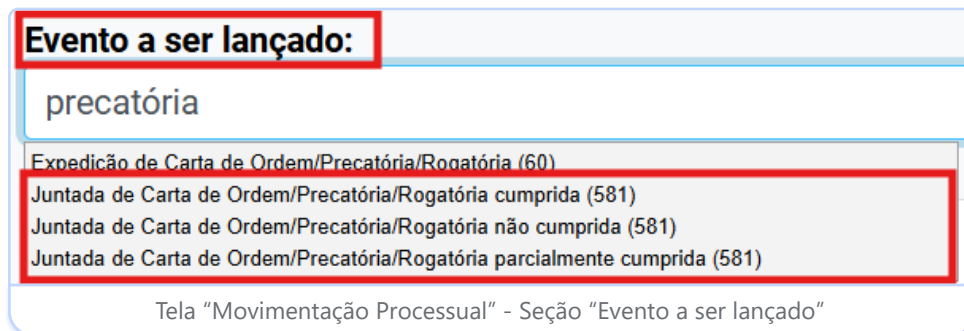 Evento a ser lançado:
precatória
Expedição de Carta de Ordem/Precatória/Rogatória (60)
Juntada de Carta de Ordem/Precatória/Rogatória cumprida (581)
Juntada de Carta de Ordem/Precatória/Rogatória não cumprida (581)
Juntada de Carta de Ordem/Precatória/Rogatória parcialmente cumprida (581)
Tela “Movimentação Processual” - Seção “Evento a ser lançado”